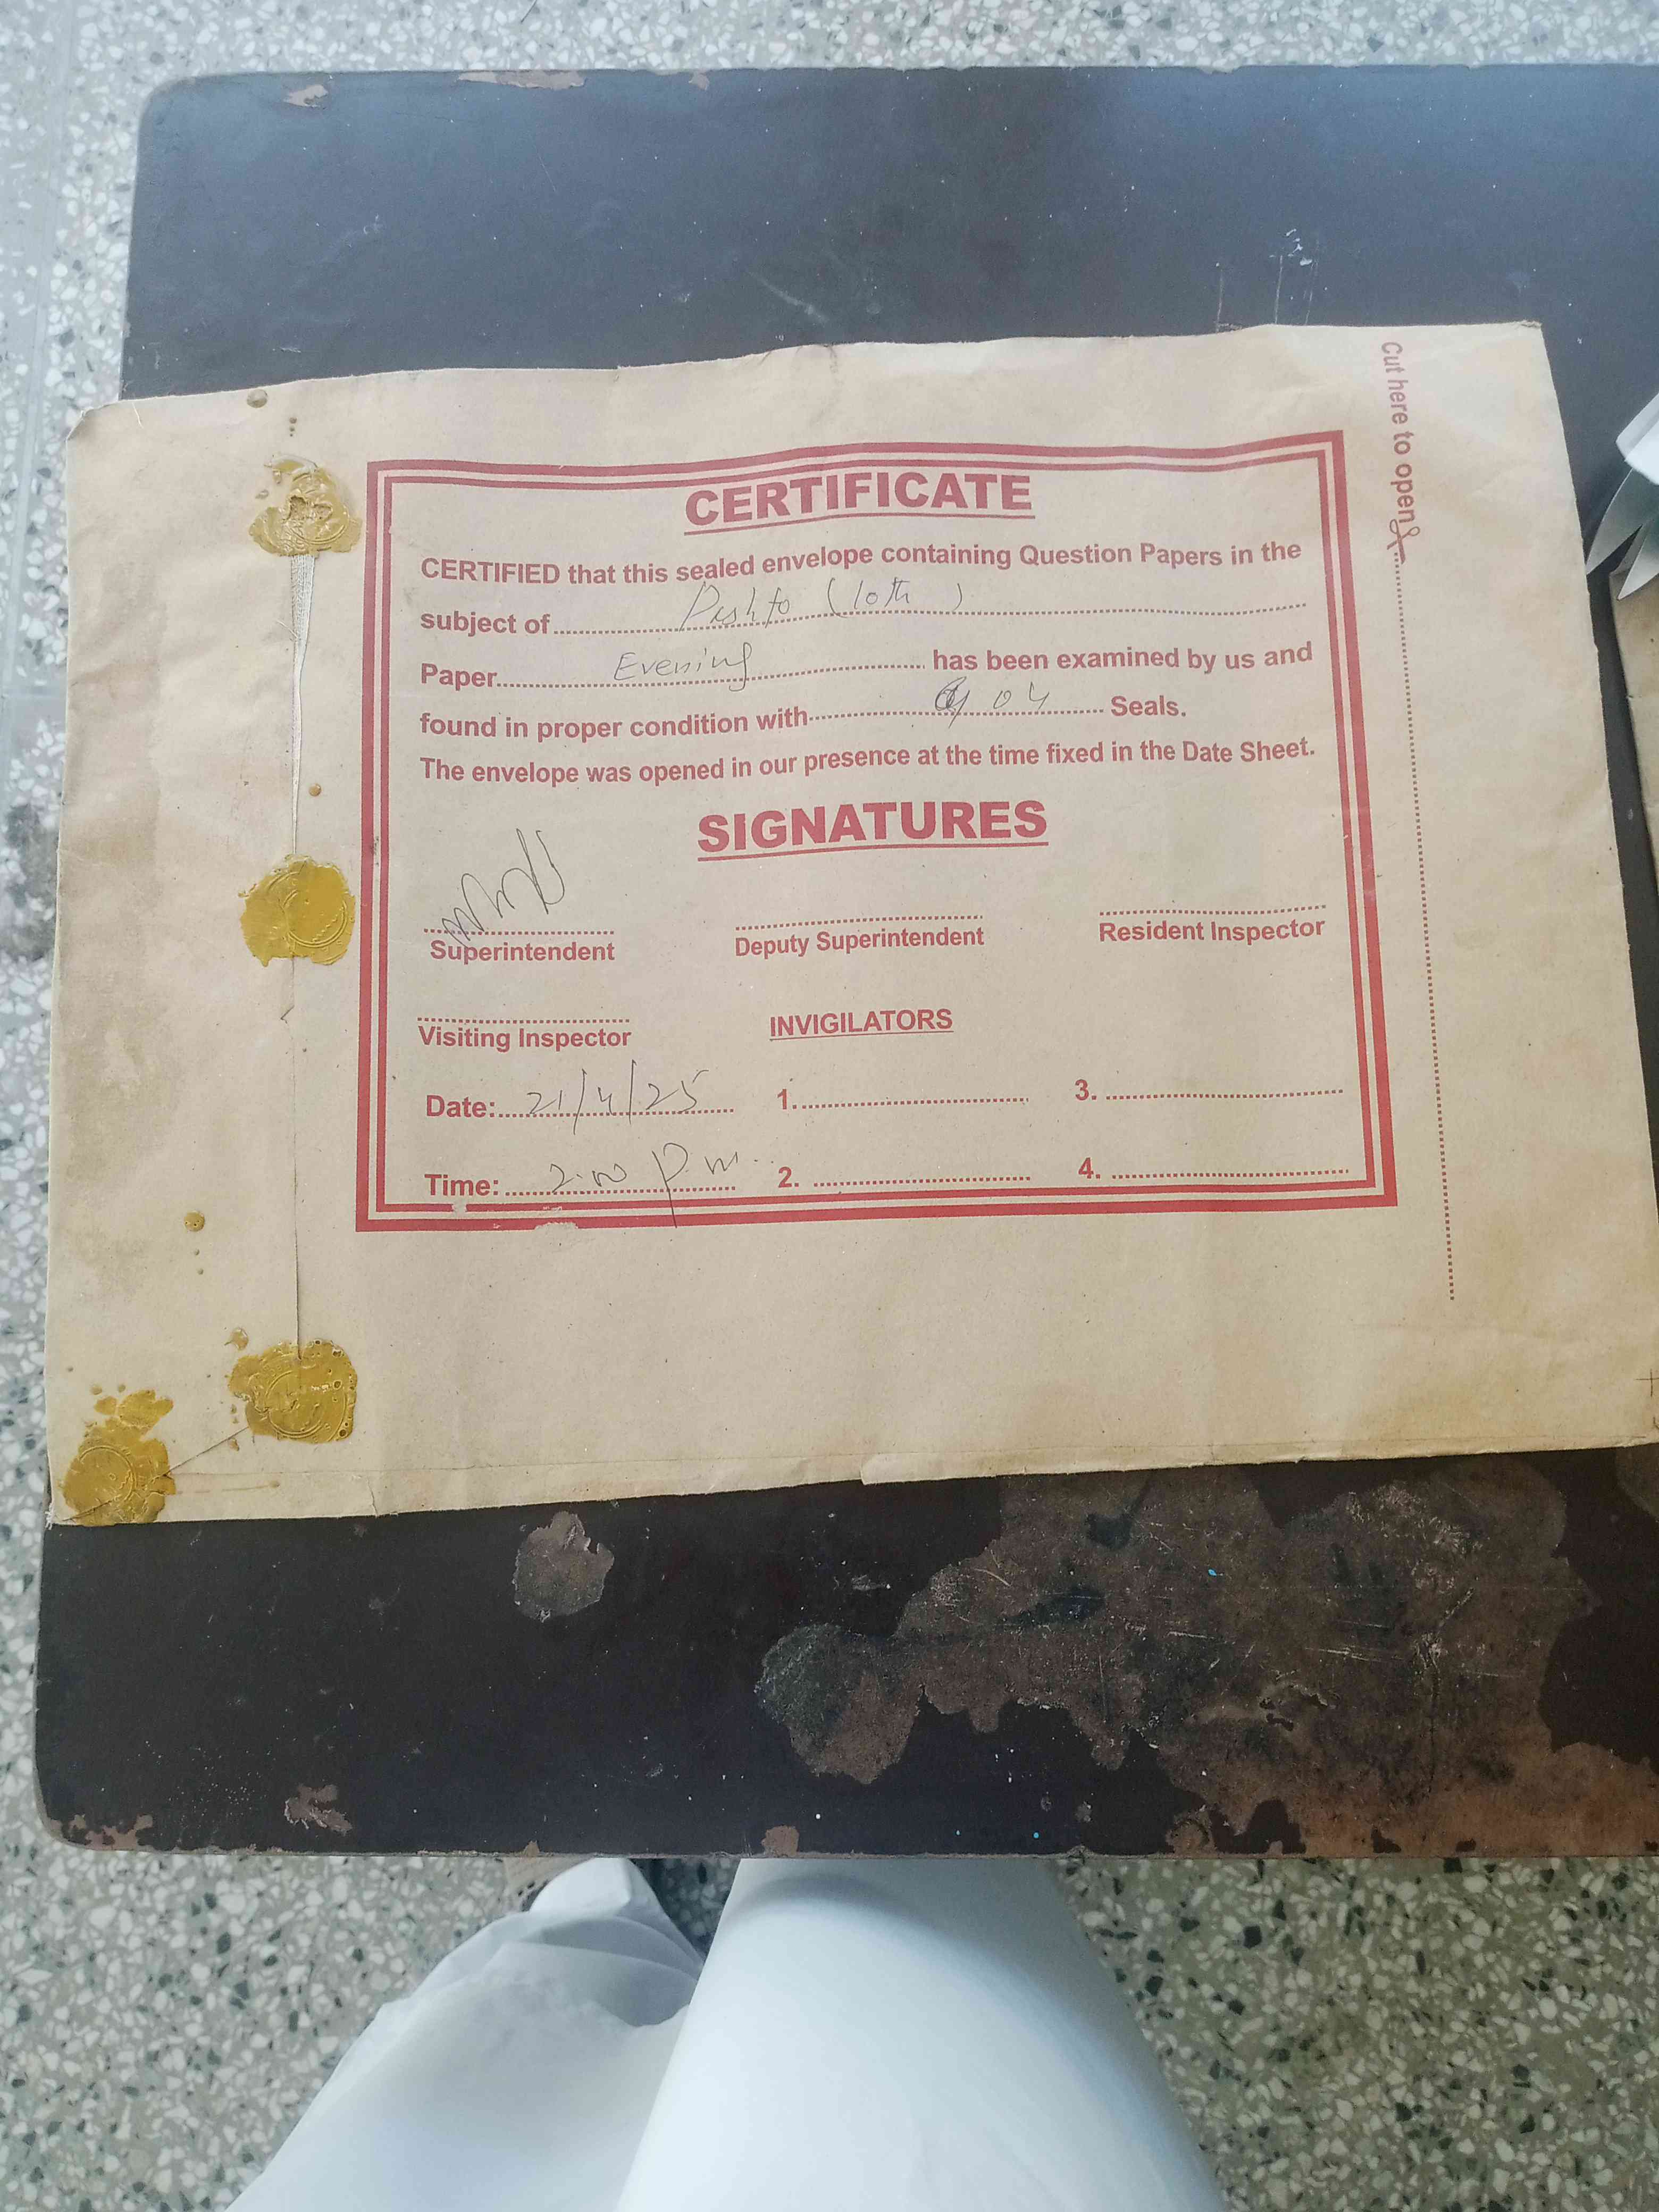 Cut here to open
CERTIFICATE
CERTIFIED that this sealed envelope containing Question Papers in the
subject of Pashto (10th)
Paper Evening has been examined by us and
found in proper condition with 04 Seals.
The envelope was opened in our presence at the time fixed in the Date Sheet.
SIGNATURES
Superintendent Deputy Superintendent Resident Inspector
Visiting Inspector INVIGILATORS
Date: 21/4/25 1. 3.
Time: 2:00 p.m. 2. 4.